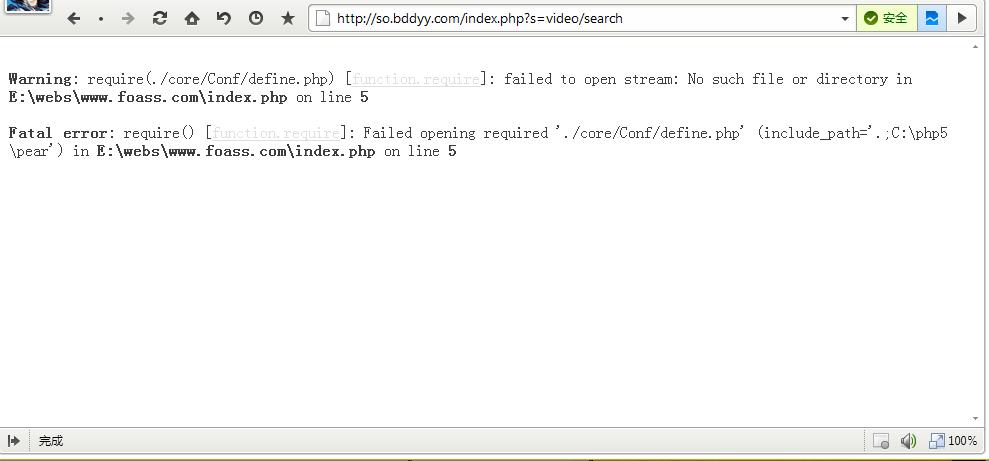 http://so.bddyy.com/index.php?s=video/search
安全
Warning: require(./core/Conf/define.php) [function.require]: failed to open stream: No such file or directory in
E:\webs\www.foass.com\index.php on line 5
Fatal error: require() [function.require]: Failed opening required './core/Conf/define.php' (include_path='.;C:\php5
\pear') in E:\webs\www.foass.com\index.php on line 5
完成
100%